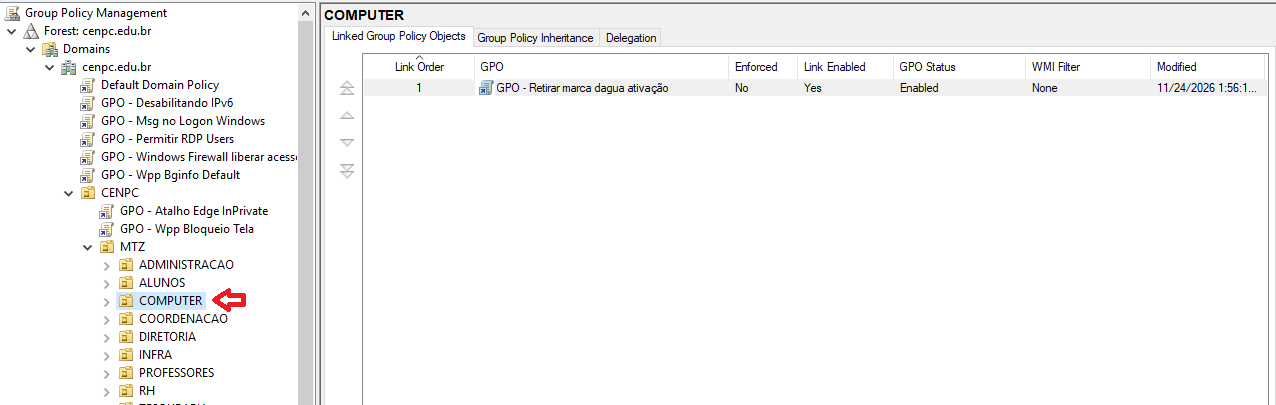 Group Policy Management
Forest: cenpc.edu.br
Domains
cenpc.edu.br
Default Domain Policy
GPO - Desabilitando IPv6
GPO - Msg no Logon Windows
GPO - Permitir RDP Users
GPO - Windows Firewall liberar acesso
GPO - Wpp Bginfo Default
CENPC
GPO - Atalho Edge InPrivate
GPO - Wpp Bloqueio Tela
MTZ
ADMINISTRACAO
ALUNOS
COMPUTER
COORDENACAO
DIRETORIA
INFRA
PROFESSORES
RH
COMPUTER
Linked Group Policy Objects Group Policy Inheritance Delegation
Link Order GPO Enforced Link Enabled GPO Status WMI Filter Modified
1 GPO - Retirar marca dagua ativação No Yes Enabled None 11/24/2026 1:56:1...